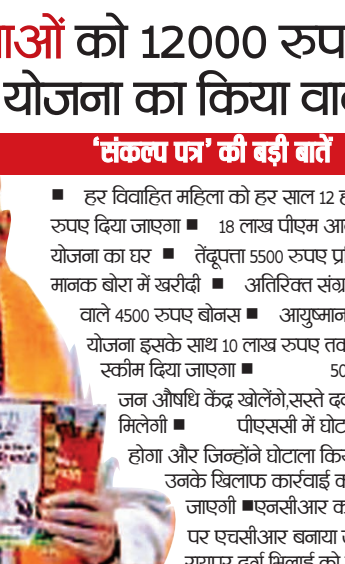 को 12000
योजना का किया
‘संकल्प पत्र’ की बड़ी बातें
■ हर विवाहित महिला को हर साल 12
रुपए दिया जाएगा ■ 18 लाख पीएम
योजना का घर ■ तेंदूपत्ता 5500 रुपए
मानक बोरा में खरीदी ■ अतिरिक्त
वाले 4500 रुपए बोनस ■ आयुष्मान
योजना इसके साथ 10 लाख रुपए
स्कीम दिया जाएगा ■
जन औषधि केंद्र खोलेंगे,सस्ते
मिलेगी ■ पीएससी में
होगा और जिन्होंने घोटाला
उनके खिलाफ कार्रवाई
जाएगी ■एनसीआर
पर एचसीआर बनाया